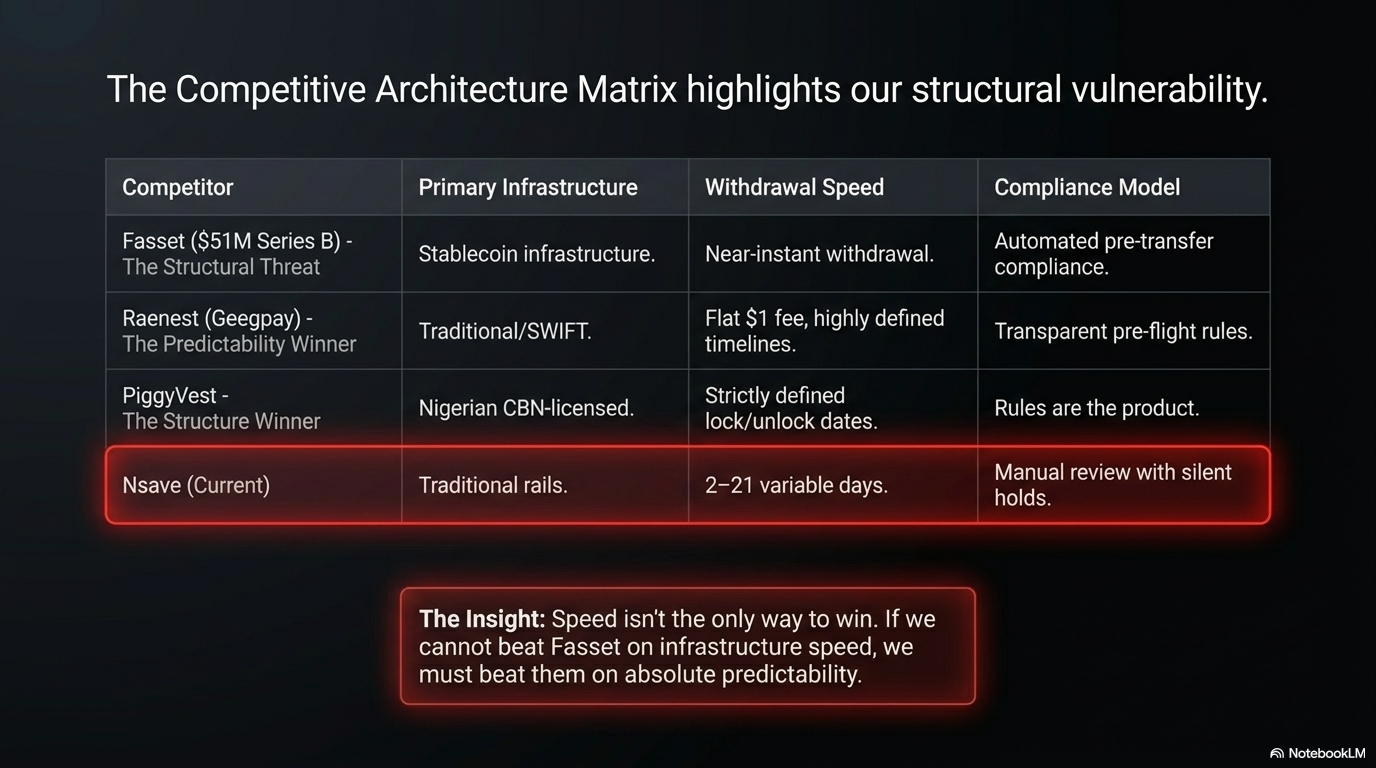 The Competitive Architecture Matrix highlights our structural vulnerability.
Competitor
Primary Infrastructure
Withdrawal Speed
Compliance Model
Fasset ($51M Series B) -
The Structural Threat
Stablecoin infrastructure.
Near-instant withdrawal.
Automated pre-transfer
compliance.
Raenest (Geegpay) -
The Predictability Winner
Traditional/SWIFT.
Flat $1 fee, highly defined
timelines.
Transparent pre-flight rules.
PiggyVest -
The Structure Winner
Nigerian CBN-licensed.
Strictly defined
lock/unlock dates.
Rules are the product.
Nsave (Current)
Traditional rails.
2–21 variable days.
Manual review with silent
holds.
The Insight: Speed isn't the only way to win. If we
cannot beat Fasset on infrastructure speed, we
must beat them on absolute predictability.
NotebookLM